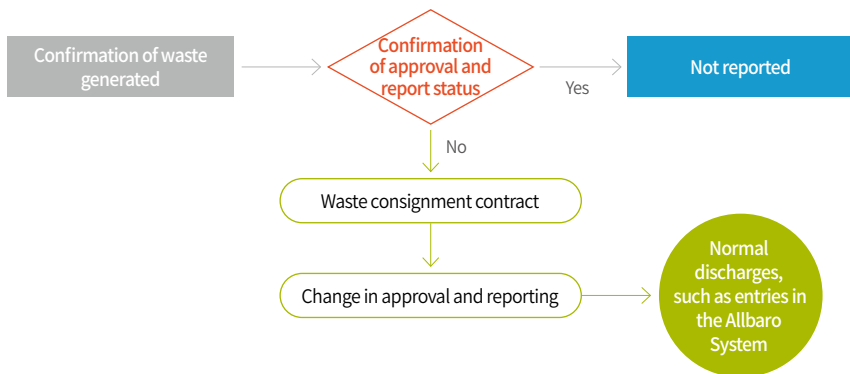 Confirmation of waste
generated
Confirmation
of approval and
report status
Yes
Not reported
No
Waste consignment contract
Change in approval and reporting
Normal
discharges,
such as entries in
the Allbaro
System